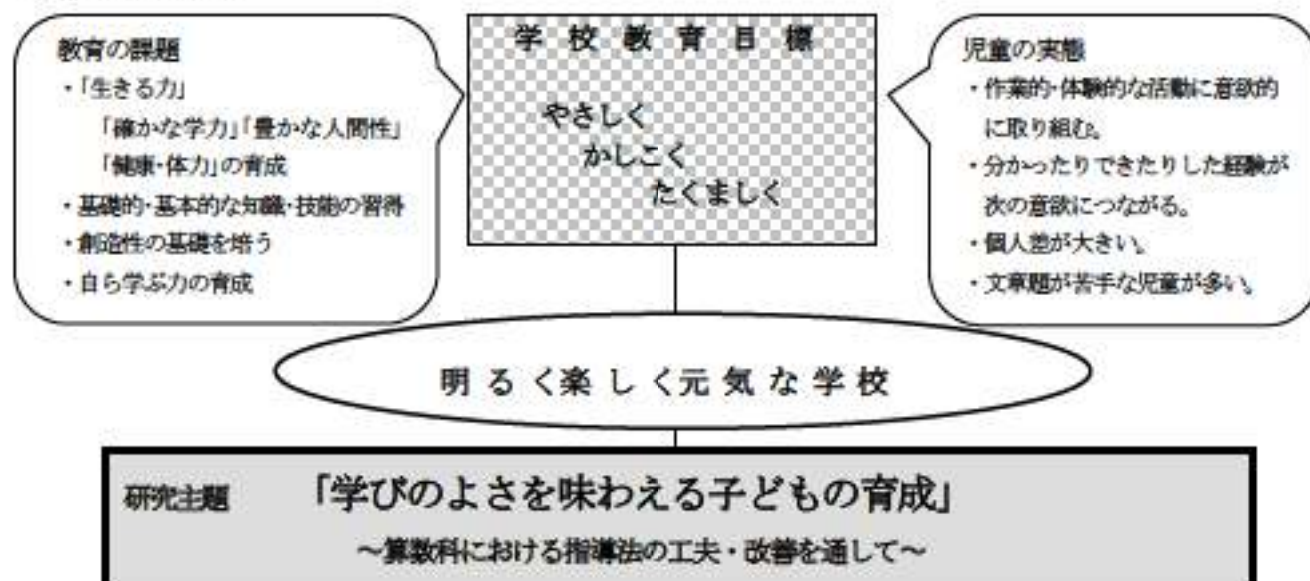 教育の課題
・「生きる力」
「確かな学力」「豊かな人間性」
「健康・体力」の育成
・基礎的・基本的な知識・技能の習得
・創造性の基礎を培う
・自ら学ぶ力の育成
学校教育目標
やさしく
かしこく
たくましく
児童の実態
・作業的・体験的な活動に意欲的
に取り組む。
・分かったりできたりした経験が
次の意欲につながる。
・個人差が大きい。
・文章題が苦手な児童が多い。
明るく楽しく元気な学校
研究主題 「学びのよさを味わえる子どもの育成」
～算数科における指導法の工夫・改善を通して～